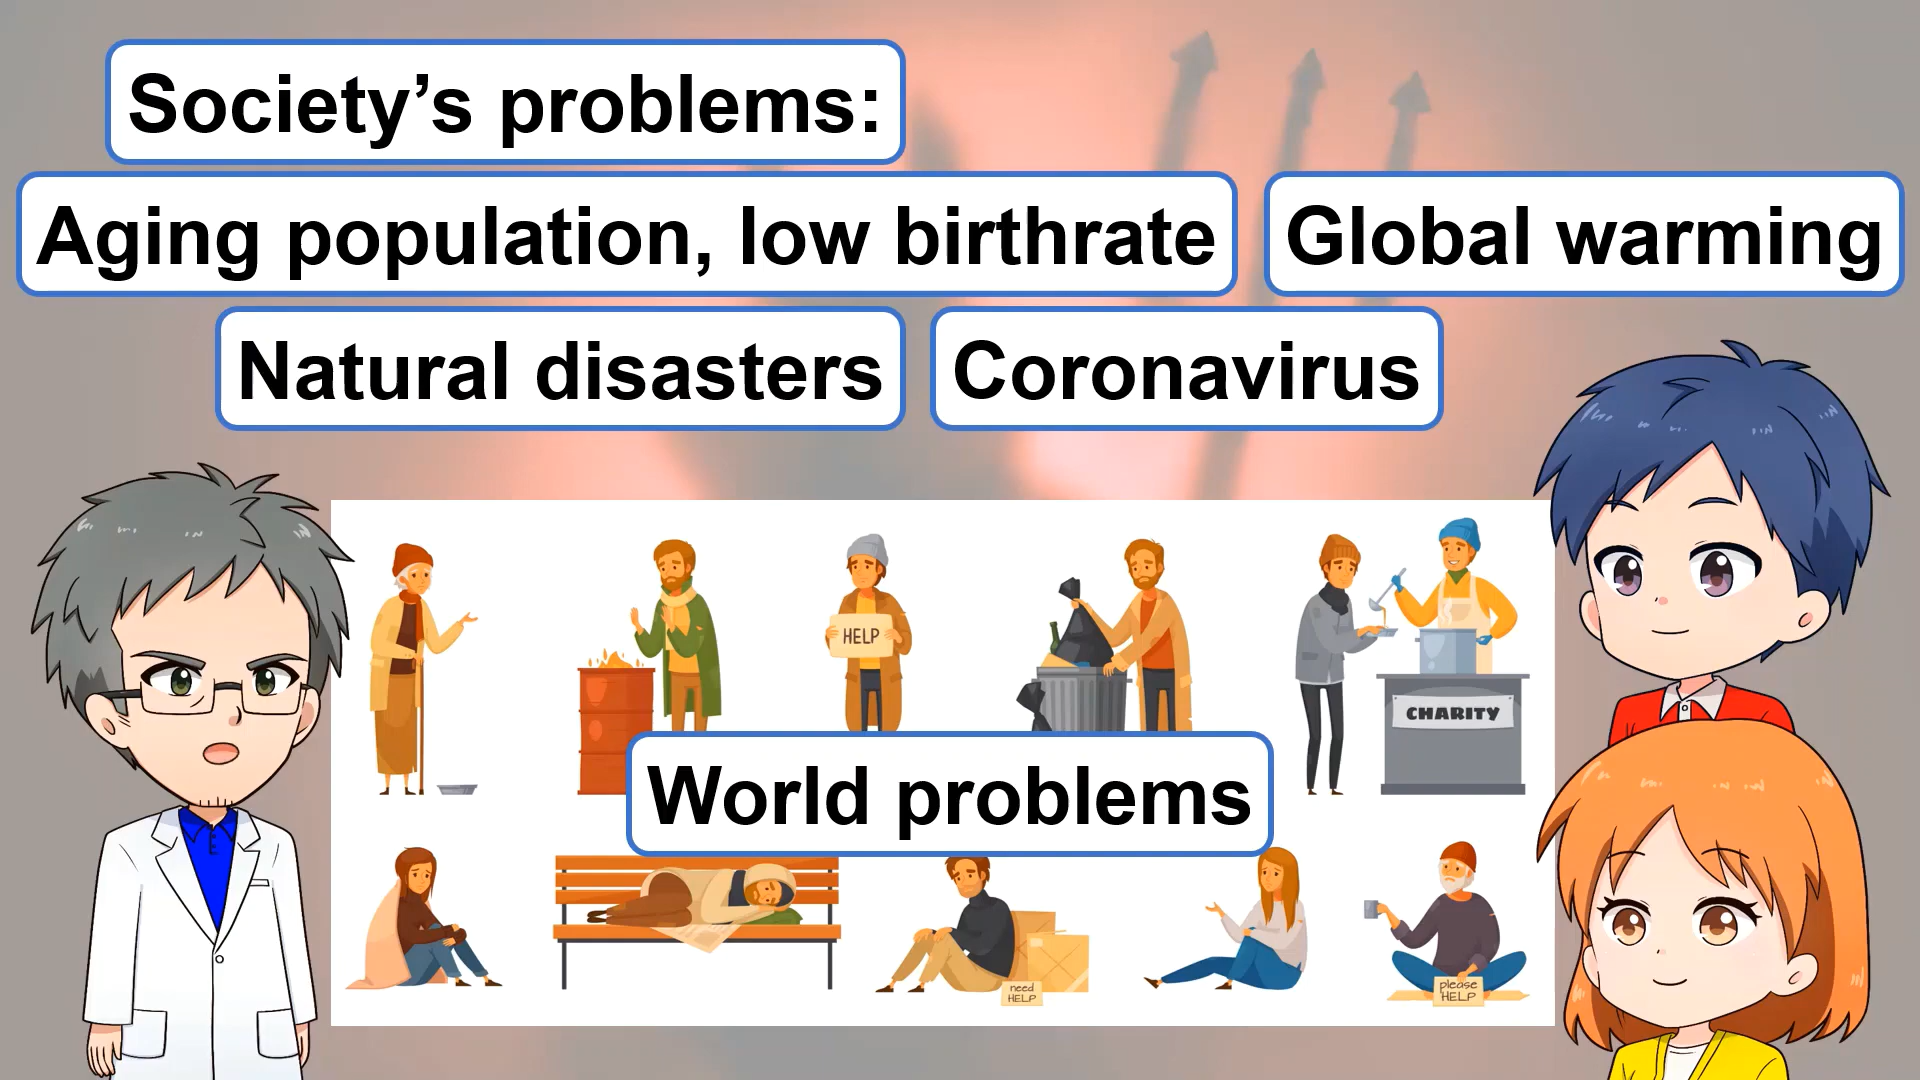 Society’s problems:
Aging population, low birthrate
Global warming
Natural disasters
Coronavirus
HELP
CHARITY
World problems
need
HELP
please
HELP